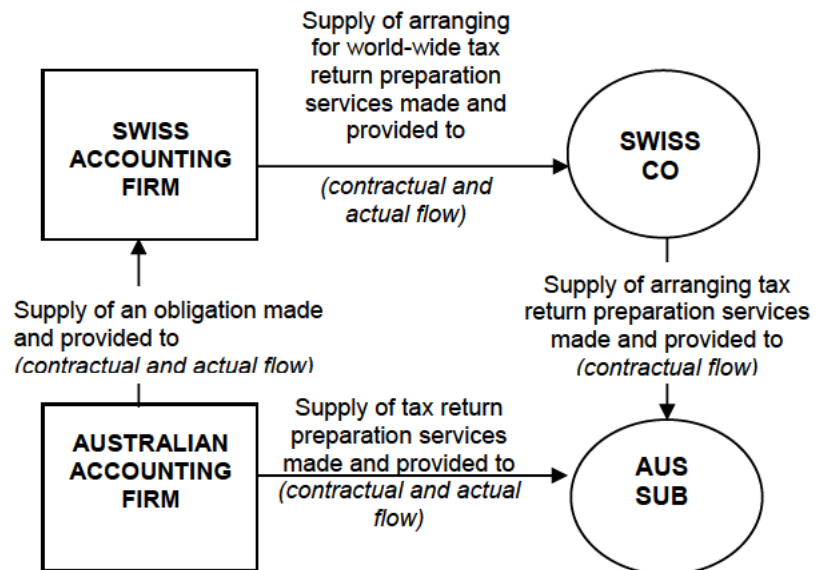 Supply of arranging
for world-wide tax
return preparation
services made and
provided to
SWISS
ACCOUNTING
FIRM
SWISS
CO
(contractual and
actual flow)
Supply of an obligation made
and provided to
(contractual and actual flow)
Supply of arranging tax
return preparation services
made and provided to
(contractual flow)
AUSTRALIAN
ACCOUNTING
FIRM
Supply of tax return
preparation services
made and provided to
(contractual and actual
flow)
AUS
SUB